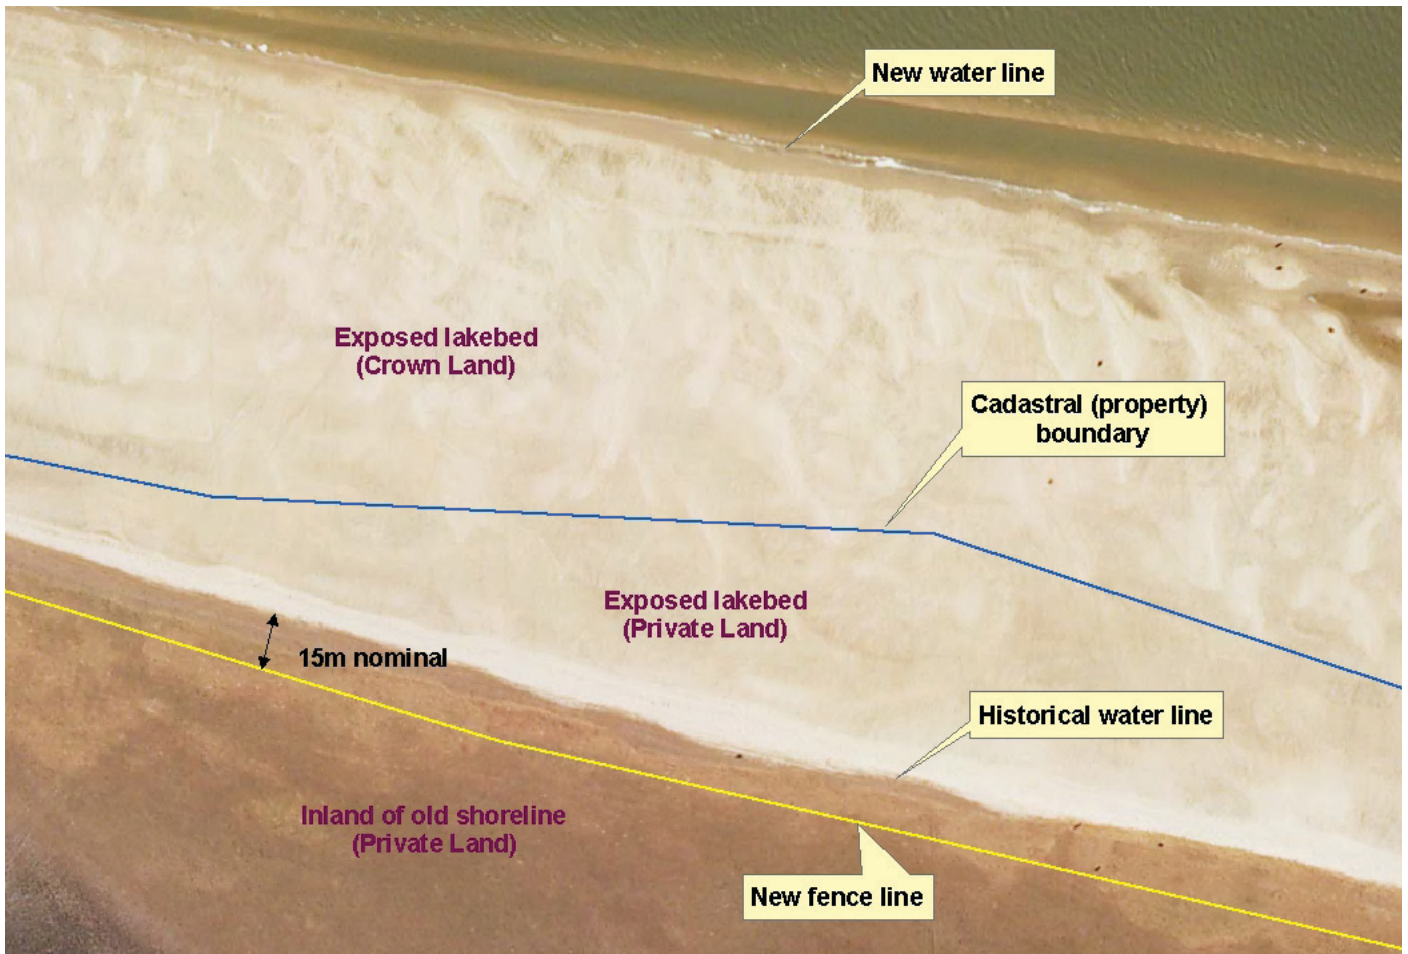 New water line
Exposed lakebed
(Crown Land)
Cadastral (property)
boundary
Exposed lakebed
(Private Land)
15m nominal
Historical water line
Inland of old shoreline
(Private Land)
New fence line